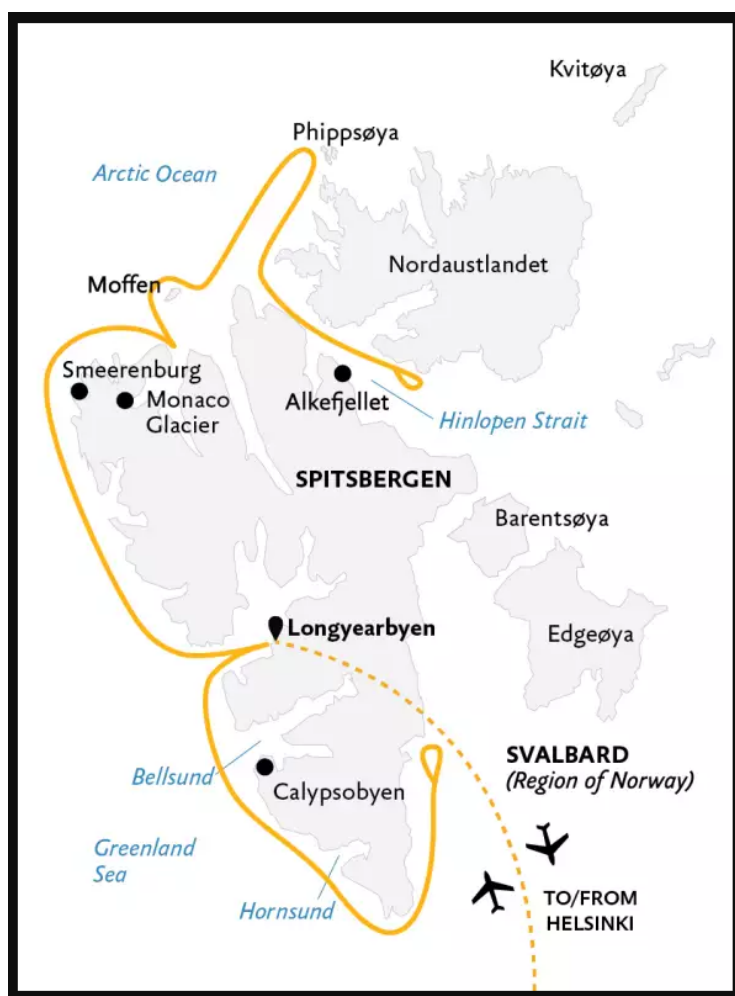 Kvitøya
Phippsøya
Arctic Ocean
Nordaustlandet
Moffen
Smeerenburg
Monaco
Glacier
Alkefjellet
Hinlopen Strait
SPITSBERGEN
Barentsøya
Longyearbyen
Edgeøya
SVALBARD
(Region of Norway)
Bellsund
Calypsobyen
Greenland
Sea
Hornsund
TO/FROM
HELSINKI